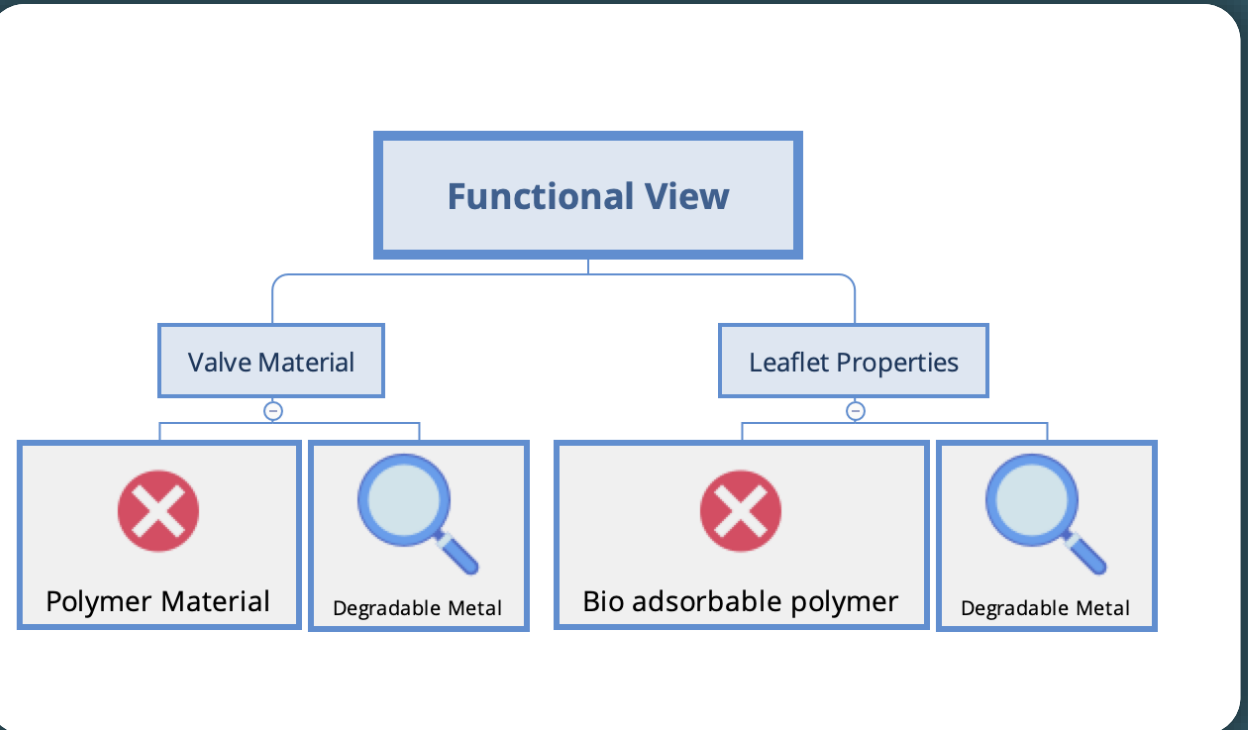 Functional View
Valve Material
Leaflet Properties
Polymer Material
Degradable Metal
Bio adsorbable polymer
Degradable Metal